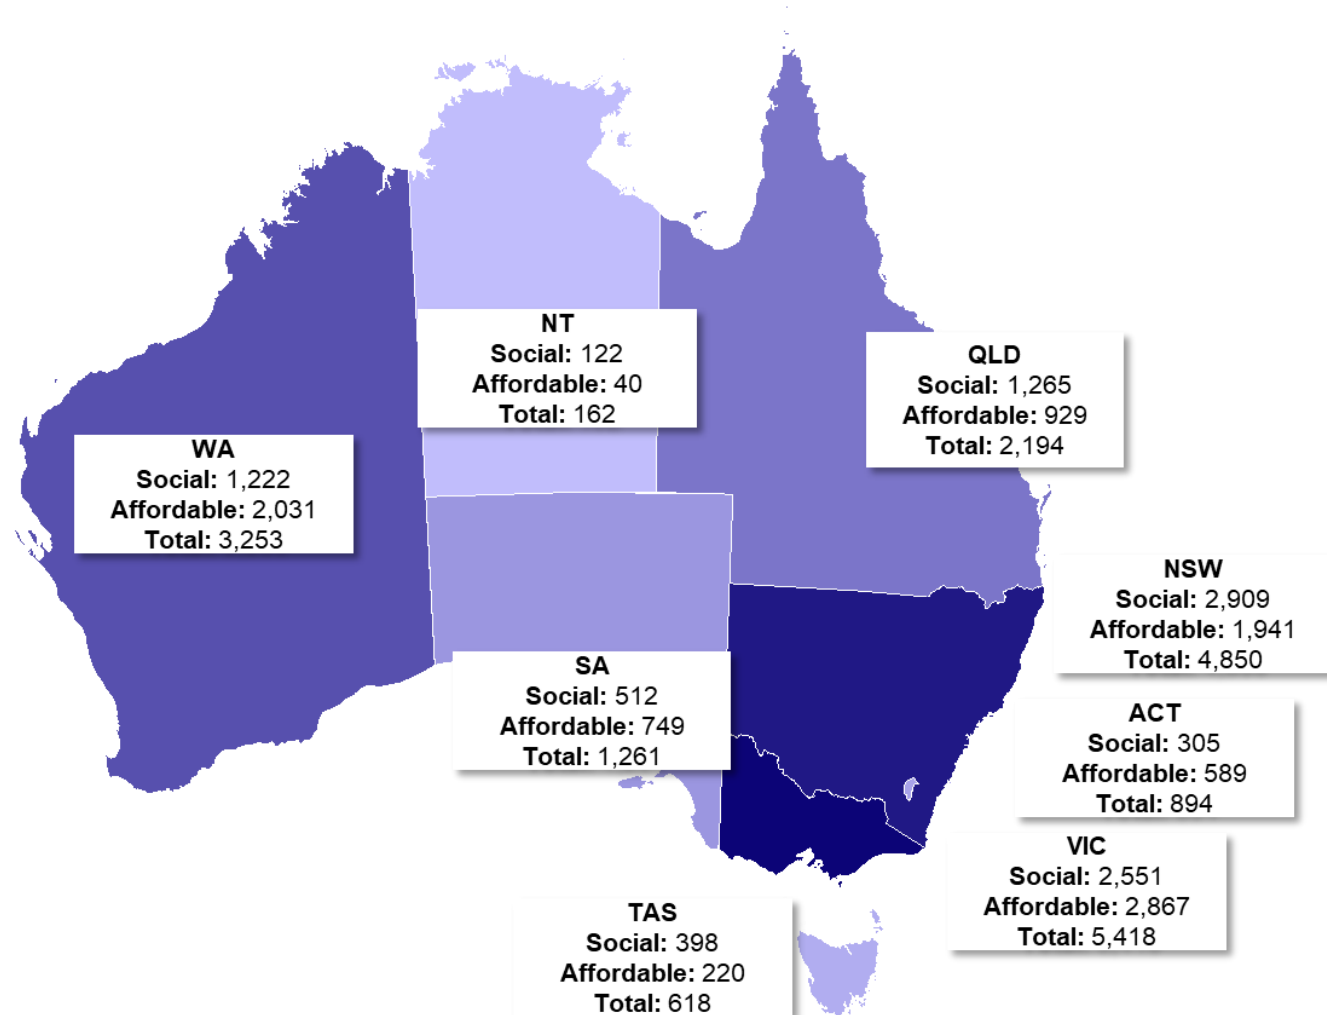 NT
Social: 122
Affordable: 40
Total: 162
QLD
Social: 1,265
Affordable: 929
Total: 2,194
WA
Social: 1,222
Affordable: 2,031
Total: 3,253
NSW
Social: 2,909
Affordable: 1,941
Total: 4,850
SA
Social: 512
Affordable: 749
Total: 1,261
ACT
Social: 305
Affordable: 589
Total: 894
VIC
Social: 2,551
Affordable: 2,867
Total: 5,418
TAS
Social: 398
Affordable: 220
Total: 618